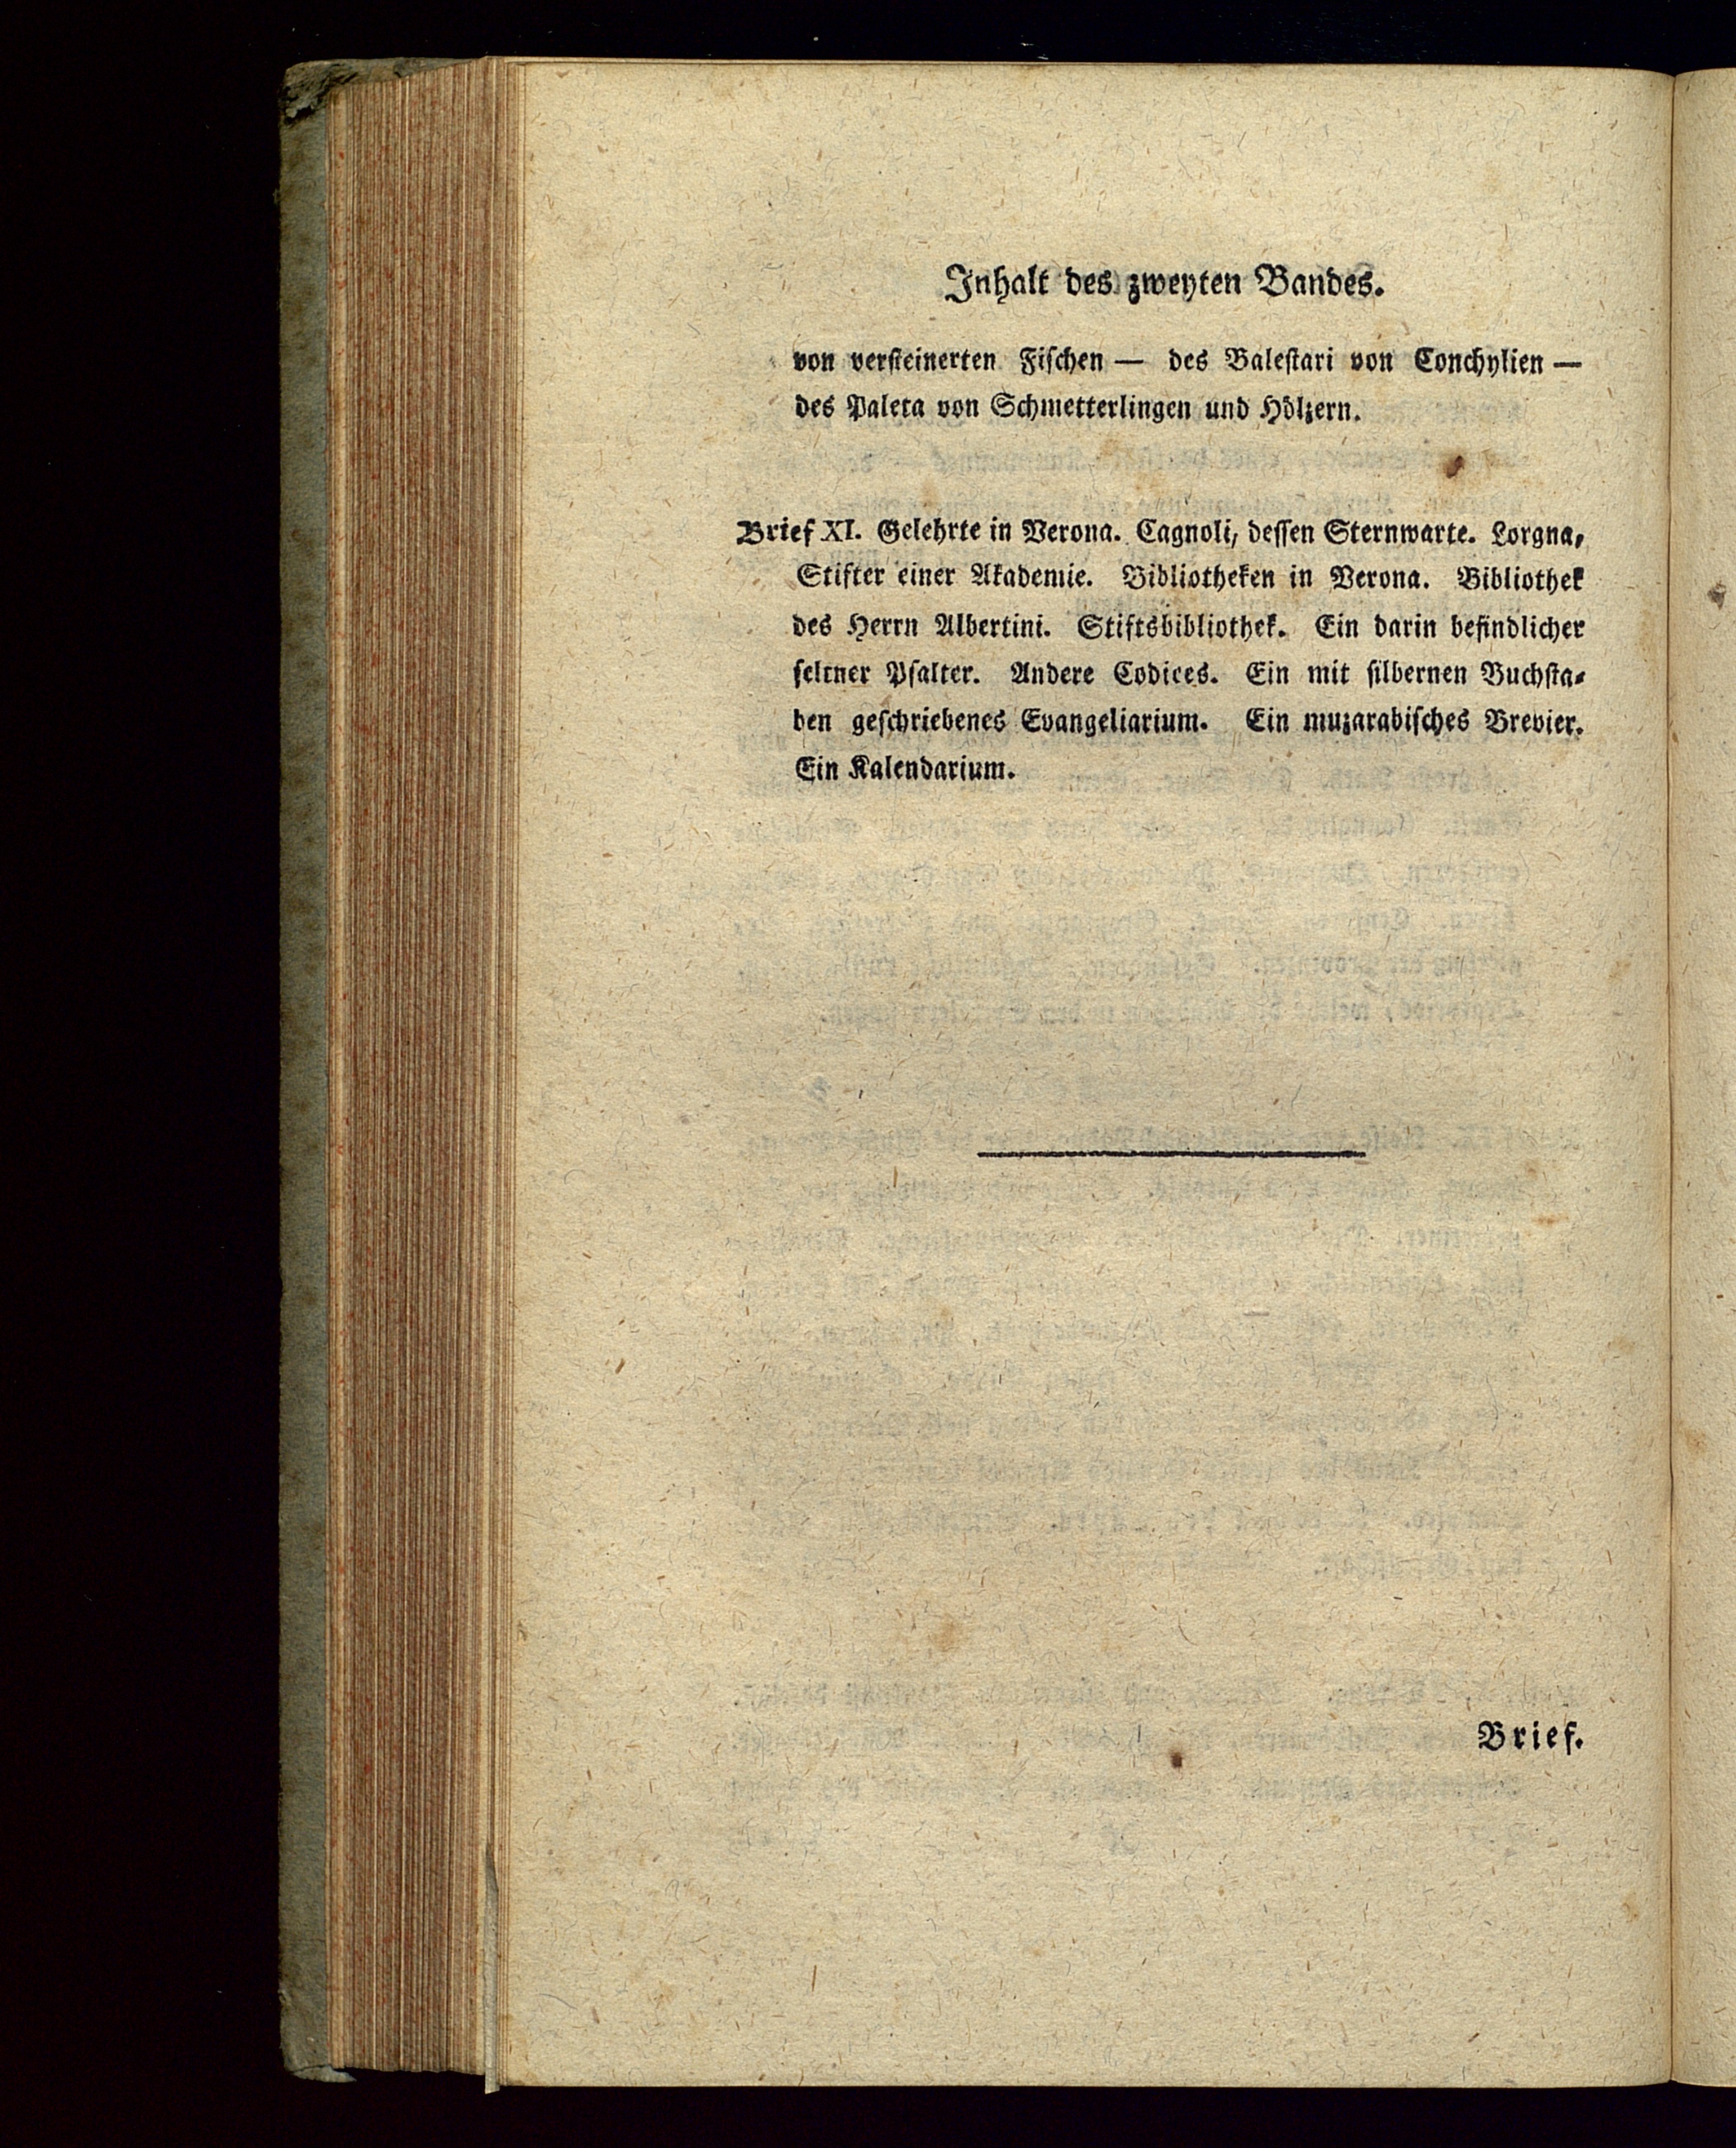 Inhalt des zweyten Bandes.
von versteinerten Fischen — des Balestari von Conchylien —
des Paleta von Schmetterlingen und Hölzern.
Brief XI. Gelehrte in Verona. Cagnoli, dessen Sternwarte. Lorgna,
Stifter einer Akademie. Bibliotheken in Verona. Bibliothek
des Herrn Albertini. Stiftsbibliothek. Ein darin befindlicher
seltner Psalter. Andere Codices. Ein mit silbernen Buchsta-
ben geschriebenes Evangeliarium. Ein muzarabisches Brevier.
Ein Kalendarium.
Brief.